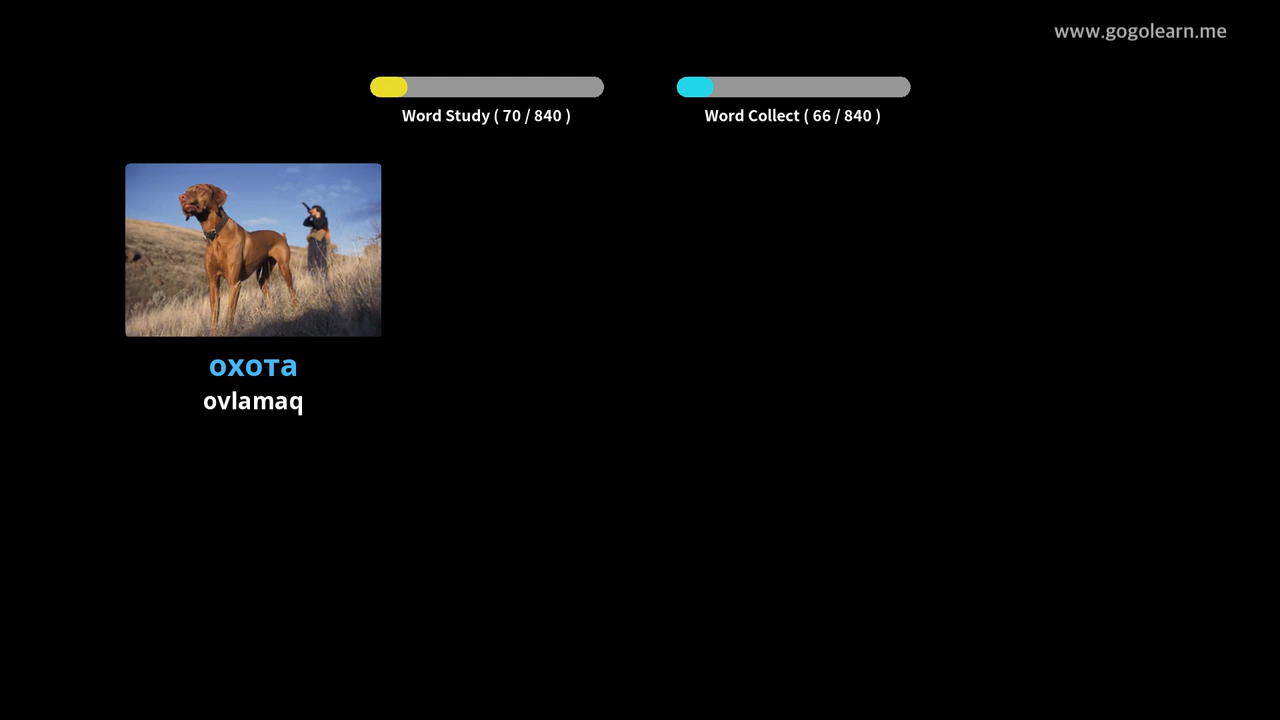 www.gogolearn.me
Word Study ( 70 / 840 )
Word Collect ( 66 / 840 )
охота
ovlamaq